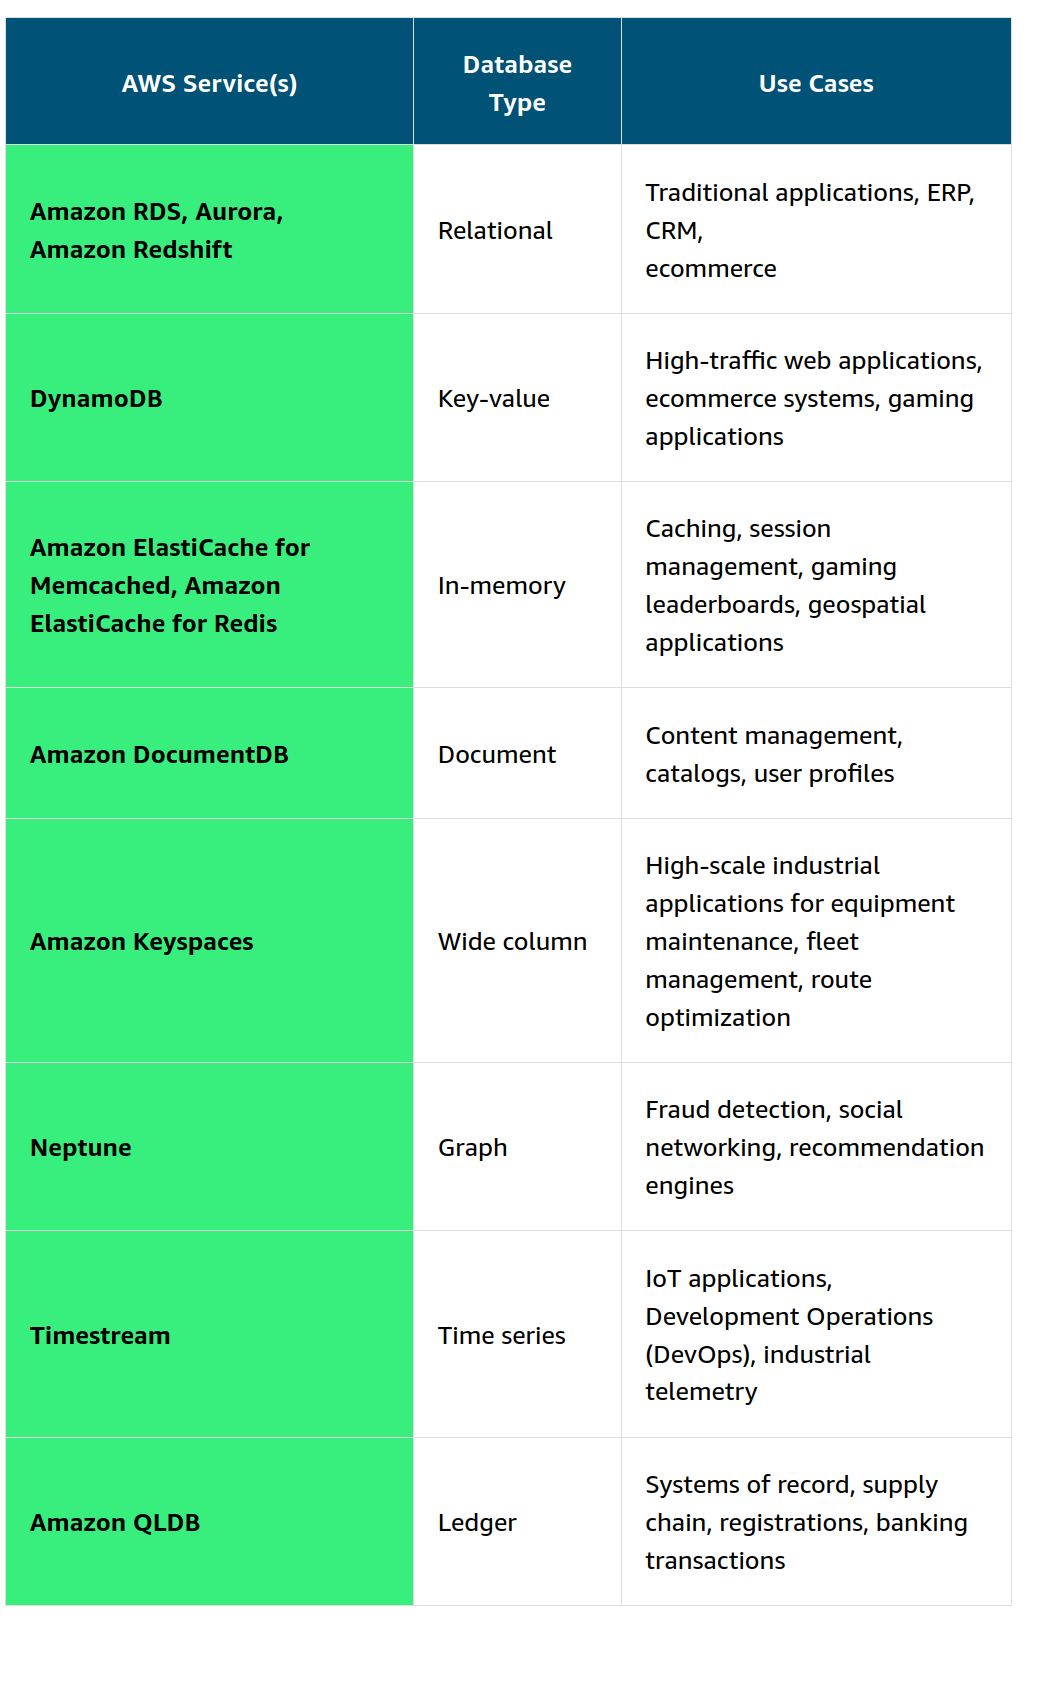 AWS Service(s)
Database
Type
Use Cases
Amazon RDS, Aurora,
Amazon Redshift
Relational
Traditional applications, ERP,
CRM,
ecommerce
DynamoDB
Key-value
High-traffic web applications,
ecommerce systems, gaming
applications
Amazon ElastiCache for
Memcached, Amazon
ElastiCache for Redis
In-memory
Caching, session
management, gaming
leaderboards, geospatial
applications
Amazon DocumentDB
Document
Content management,
catalogs, user profiles
Amazon Keyspaces
Wide column
High-scale industrial
applications for equipment
maintenance, fleet
management, route
optimization
Neptune
Graph
Fraud detection, social
networking, recommendation
engines
Timestream
Time series
IoT applications,
Development Operations
(DevOps), industrial
telemetry
Amazon QLDB
Ledger
Systems of record, supply
chain, registrations, banking
transactions